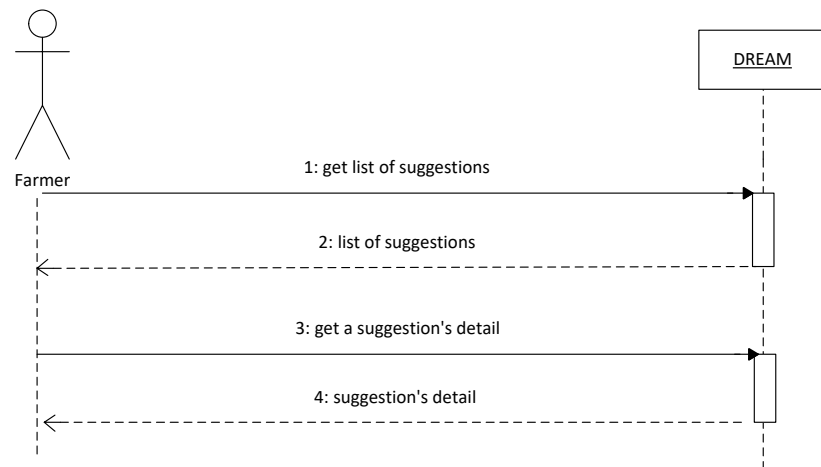 DREAM
Farmer
1: get list of suggestions
2: list of suggestions
3: get a suggestion's detail
4: suggestion's detail